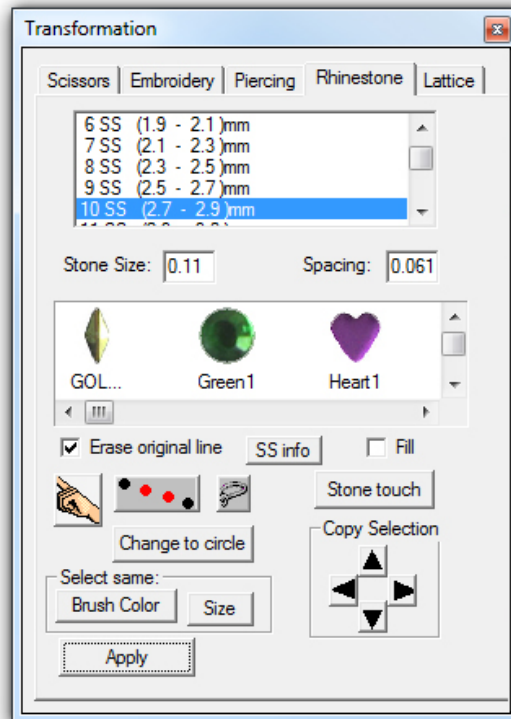 Transformation
Scissors Embroidery Piercing Rhinestone Lattice
6 SS (1.9 - 2.1 )mm
7 SS (2.1 - 2.3 )mm
8 SS (2.3 - 2.5 )mm
9 SS (2.5 - 2.7 )mm
10 SS (2.7 - 2.9 )mm
Stone Size: 0.11 Spacing: 0.061
GOL... Green1 Heart1
Erase original line SS info Fill
Stone touch
Change to circle Copy Selection
Select same:
Brush Color Size
Apply